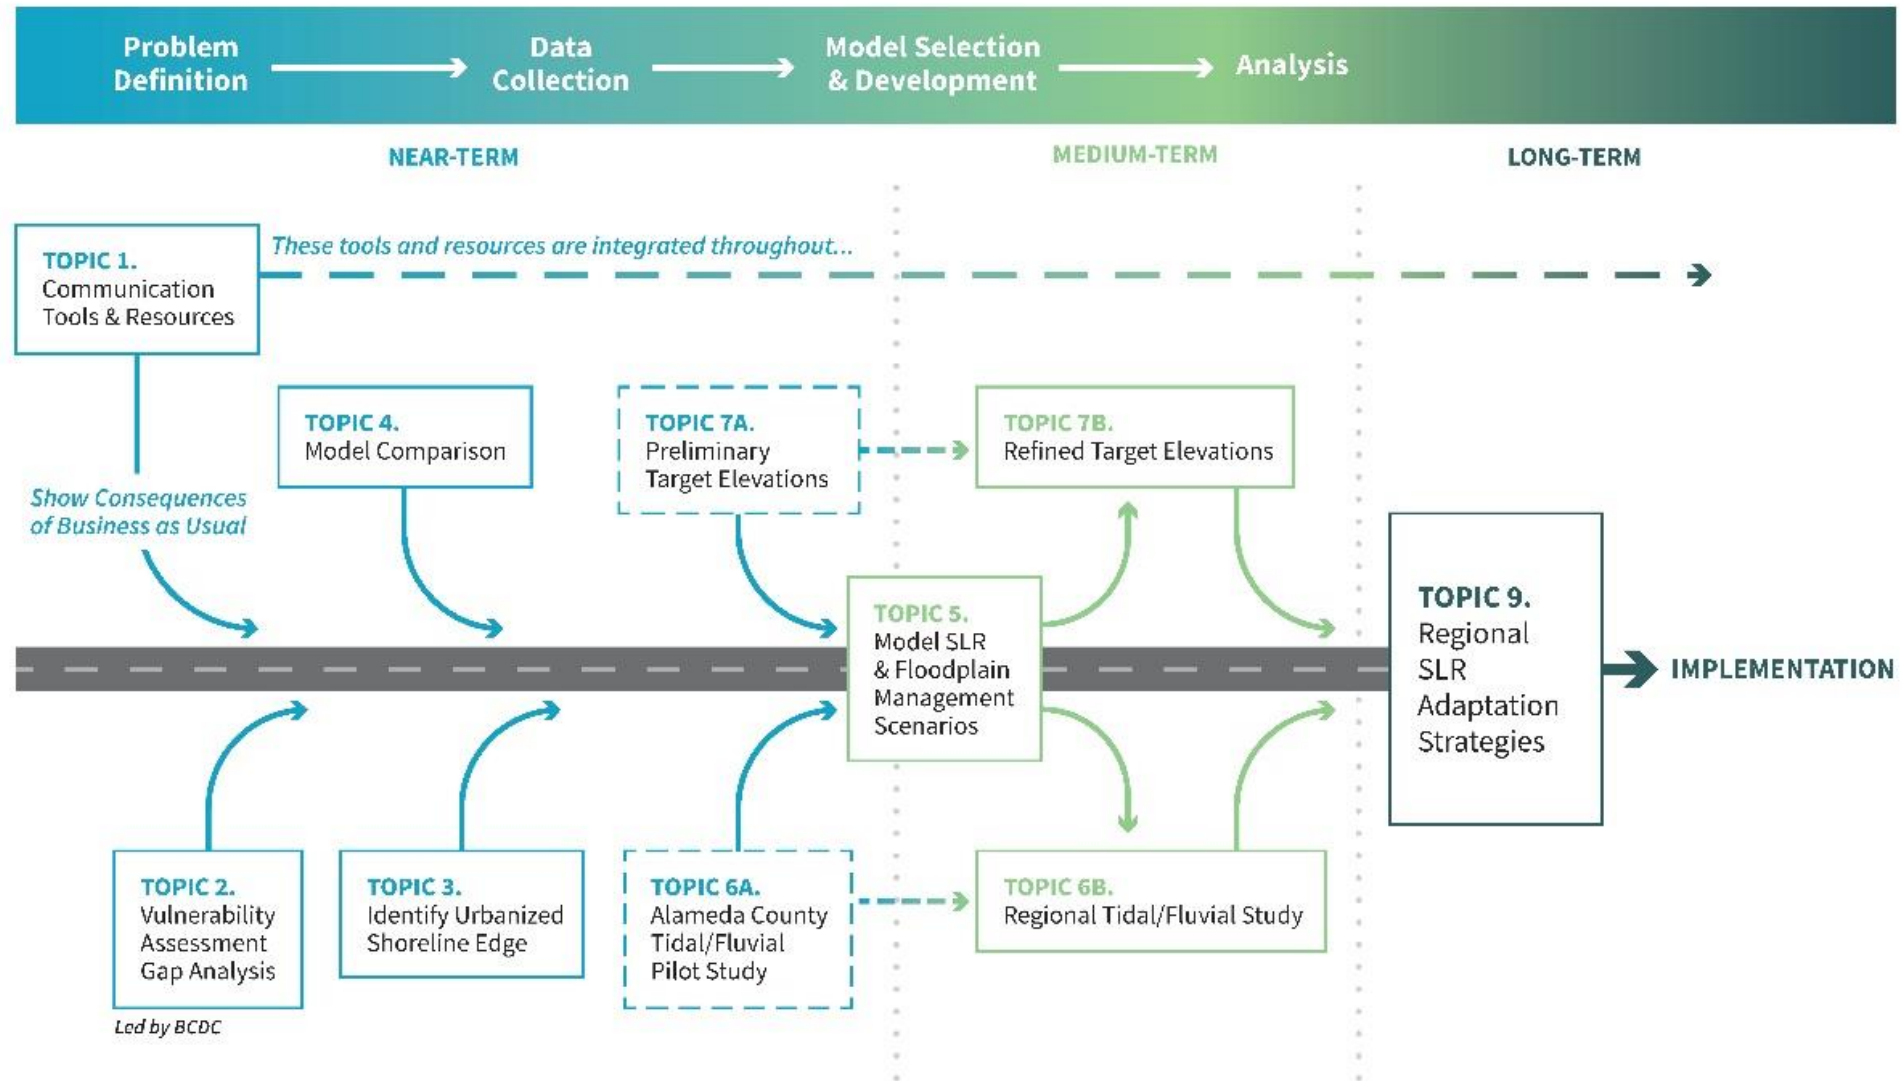 Problem
Definition
Data
Collection
Model Selection
& Development
Analysis
NEAR-TERM
MEDIUM-TERM
LONG-TERM
TOPIC 1.
Communication
Tools & Resources
These tools and resources are integrated throughout...
TOPIC 4.
Model Comparison
TOPIC 7A.
Preliminary
Target Elevations
TOPIC 7B.
Refined Target Elevations
Show Consequences
of Business as Usual
TOPIC 5.
Model SLR
& Floodplain
Management
Scenarios
TOPIC 9.
Regional
SLR
Adaptation
Strategies
IMPLEMENTATION
TOPIC 2.
Vulnerability
Assessment
Gap Analysis
Led by BCDC
TOPIC 3.
Identify Urbanized
Shoreline Edge
TOPIC 6A.
Alameda County
Tidal/Fluvial
Pilot Study
TOPIC 6B.
Regional Tidal/Fluvial Study